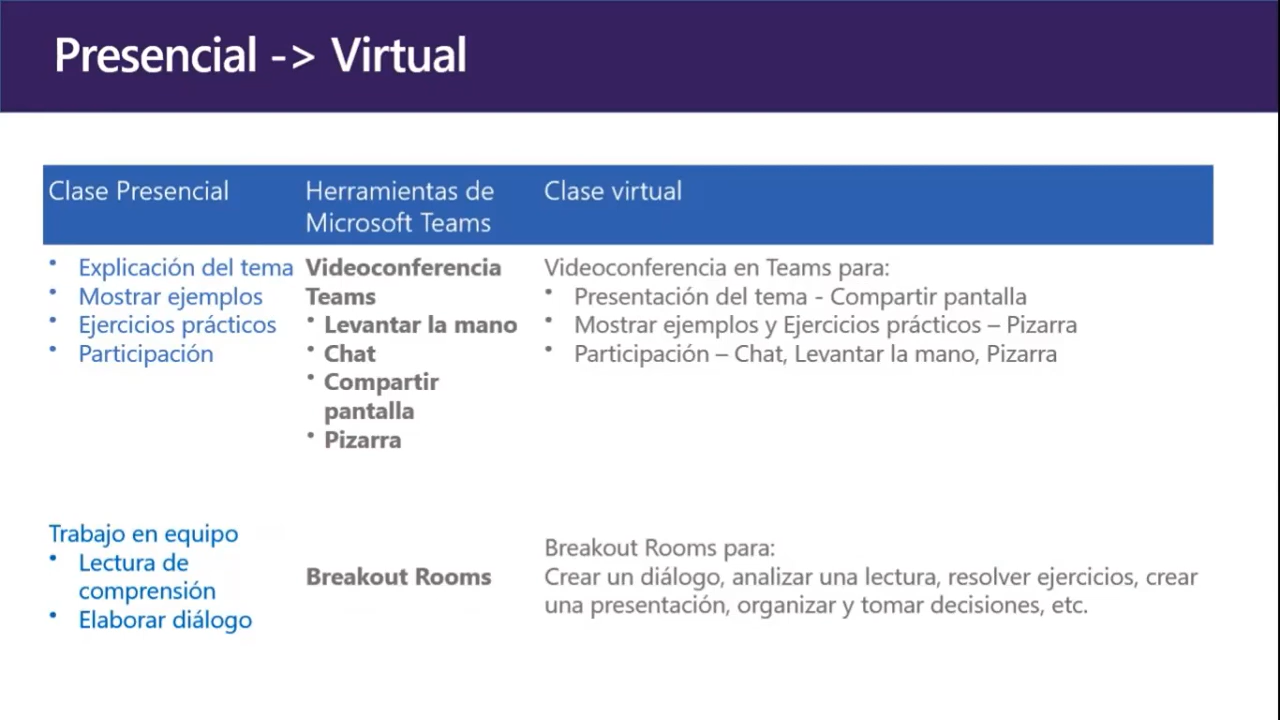 Presencial -> Virtual
Clase Presencial
Herramientas de
Microsoft Teams
Clase virtual
• Explicación del tema
• Mostrar ejemplos
• Ejercicios prácticos
• Participación
Videoconferencia
Teams
• Levantar la mano
• Chat
• Compartir
pantalla
• Pizarra
Videoconferencia en Teams para:
• Presentación del tema - Compartir pantalla
• Mostrar ejemplos y Ejercicios prácticos – Pizarra
• Participación – Chat, Levantar la mano, Pizarra
Trabajo en equipo
• Lectura de
comprensión
• Elaborar diálogo
Breakout Rooms
Breakout Rooms para:
Crear un diálogo, analizar una lectura, resolver ejercicios, crear
una presentación, organizar y tomar decisiones, etc.